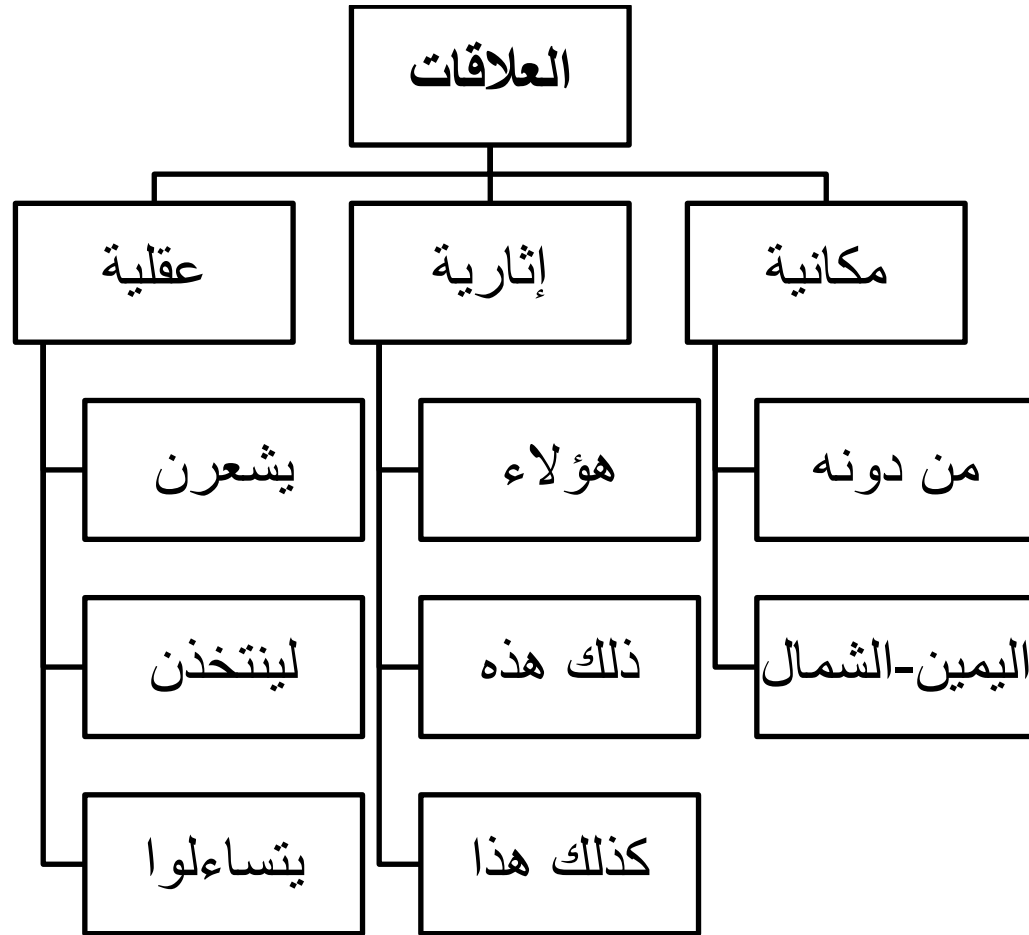 العلاقات
مكانية
إثارية
عقلية
من دونه
هؤلاء
يشعرن
اليمين-الشمال
ذلك هذه
لينتخذن
كذلك هذا
يتساءلوا